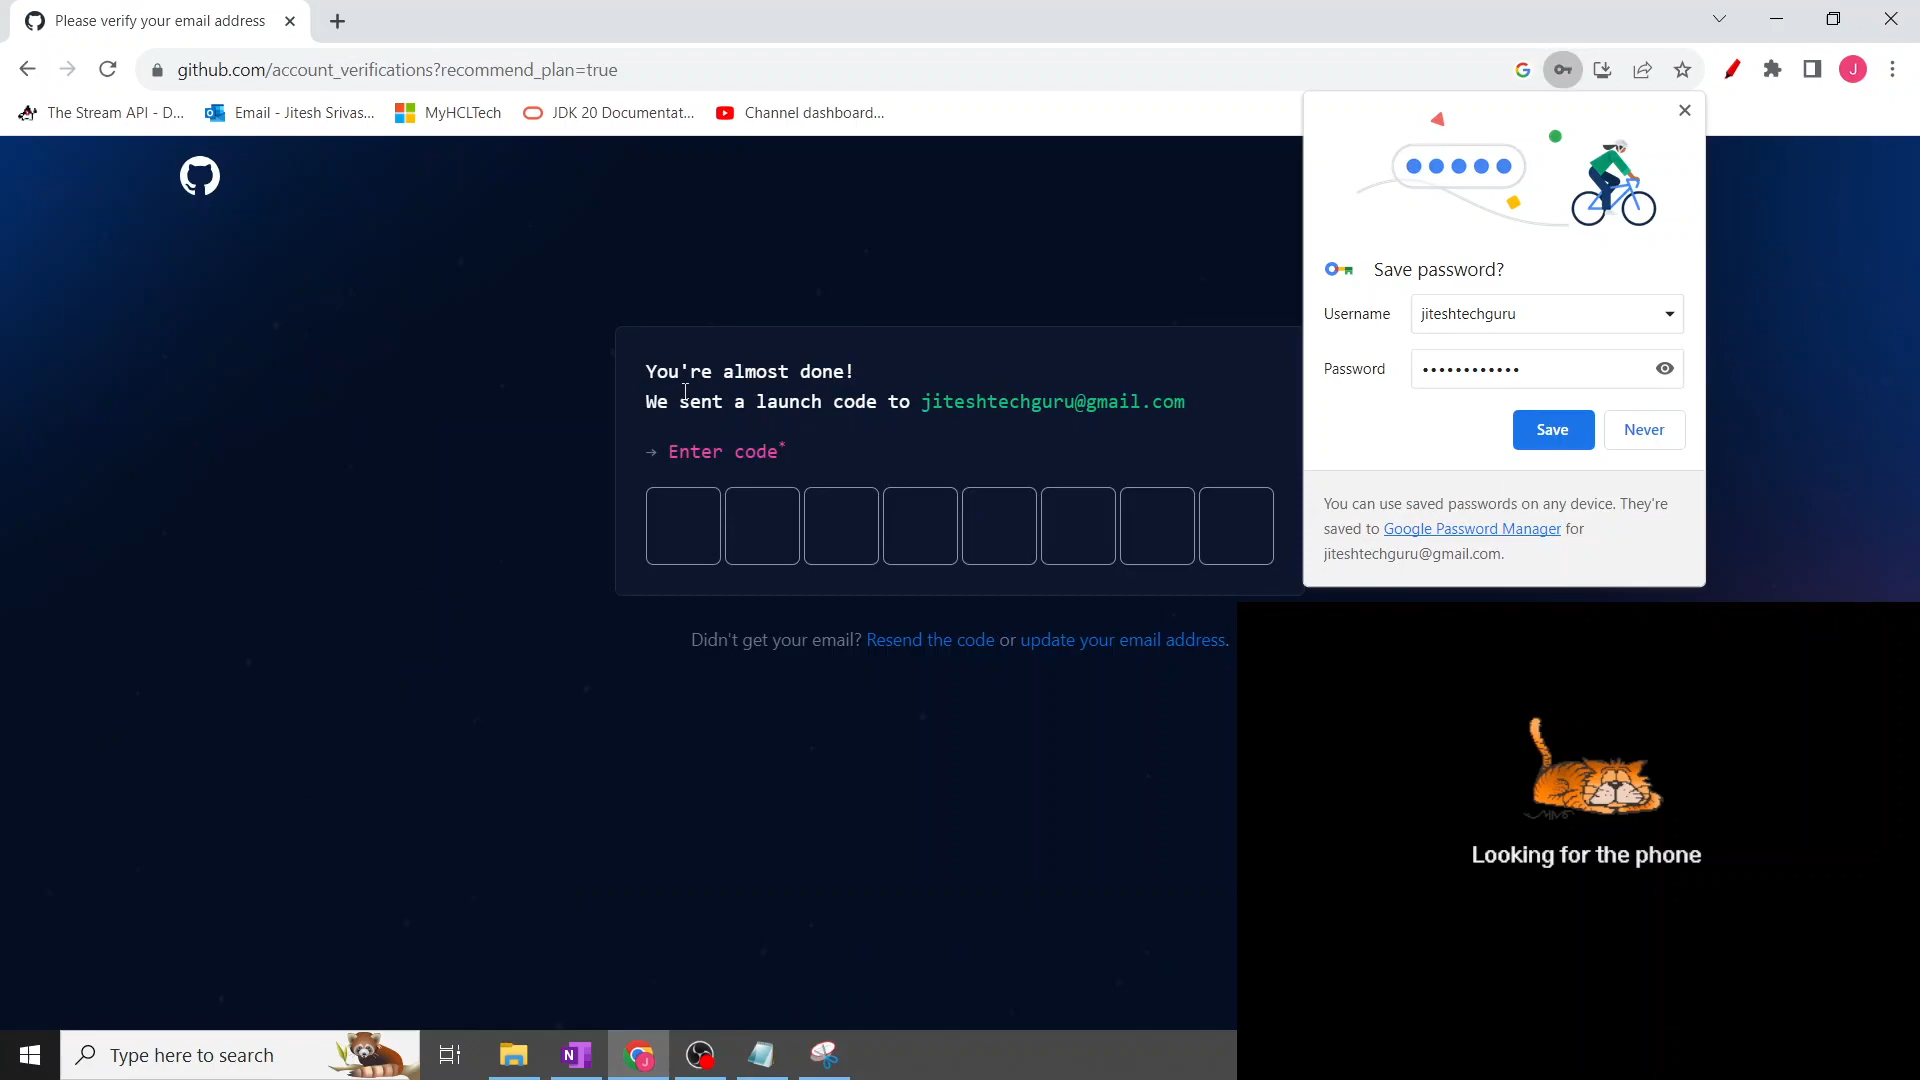 Please verify your email address
github.com/account_verifications?recommend_plan=true
J
The Stream API - D...
Email - Jitesh Srivas...
MyHCLTech
JDK 20 Documentat...
Channel dashboard...
You're almost done!
We sent a launch code to jiteshtechguru@gmail.com
→ Enter code*
Didn't get your email? Resend the code or update your email address.
Save password?
Username
jiteshtechguru
Password
••••••••••••
Save
Never
You can use saved passwords on any device. They're
saved to Google Password Manager for
jiteshtechguru@gmail.com.
Looking for the phone
Type here to search